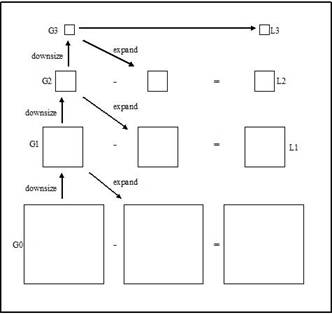 G3 L3
downsize expand
G2 - = L2
downsize expand
G1 - = L1
downsize expand
G0 - =